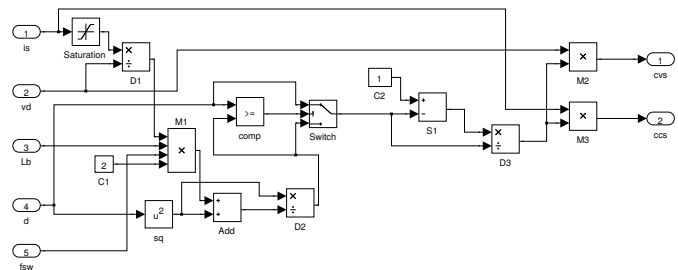 1
is
Saturation
×
÷
D1
2
vd
M1
×
3
Lb
2
C1
4
d
u²
sq
5
fsw
+
+
Add
×
÷
D2
>=
comp
Switch
1
C2
+
−
S1
×
÷
D3
×
M2
×
M3
1
cvs
2
ccs